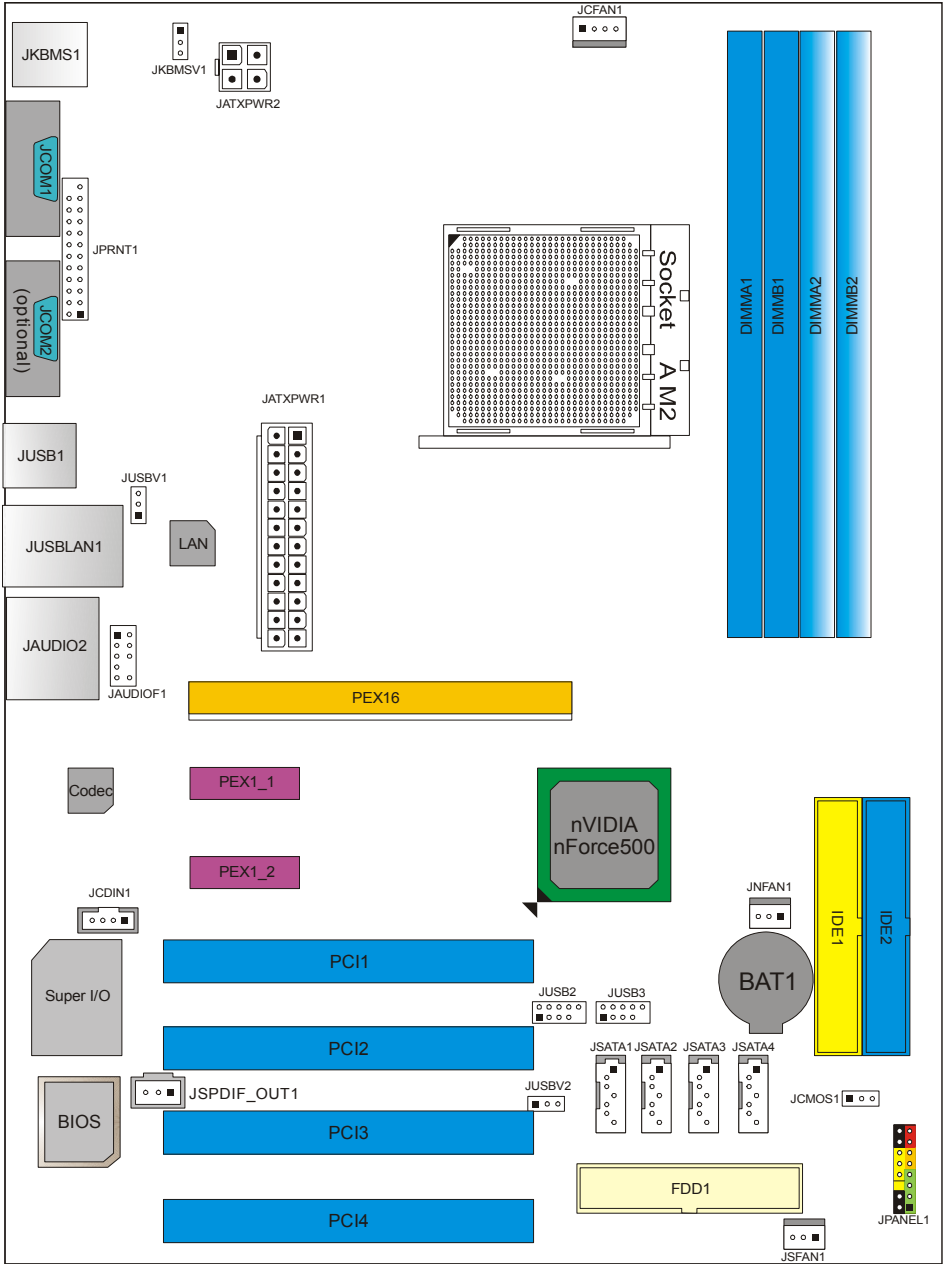 JCFAN1
JKBMS1
JKBMSV1
JATXPWR2
JCOM1
JPRNT1
JCOM2
(optional)
Socket AM2
DIMMA1
DIMMB1
DIMMA2
DIMMB2
JATXPWR1
JUSB1
JUSBV1
JUSBLAN1
LAN
JAUDIO2
JAUDIOF1
PEX16
Codec
PEX1_1
nVIDIA
nForce500
PEX1_2
JCDIN1
JNFAN1
IDE1
IDE2
Super I/O
PCI1
BAT1
JUSB2
JUSB3
PCI2
JSATA1
JSATA2
JSATA3
JSATA4
JSPDIF_OUT1
JUSBV2
JCMOS1
BIOS
PCI3
FDD1
PCI4
JPANEL1
JSFAN1